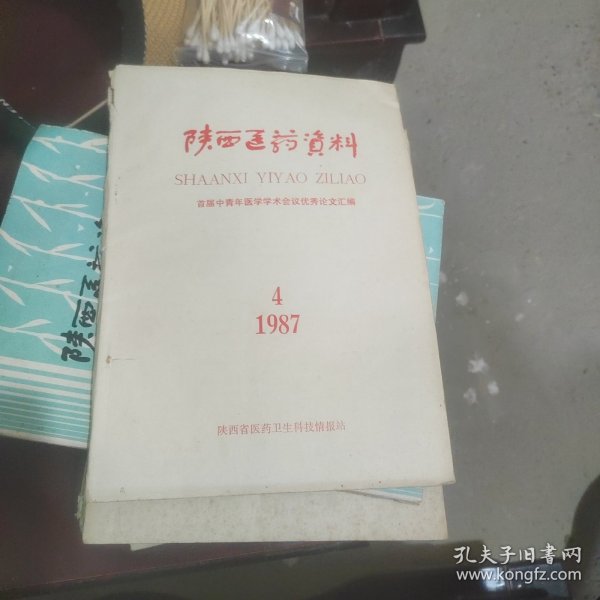 陕西医药資料
SHAANXI YIYAO ZILIAO
首届中青年医学学术会议优秀论文汇编
4
1987
陕西省医药卫生科技情报站
陕西医
孔夫子旧书网
www.kongfz.com